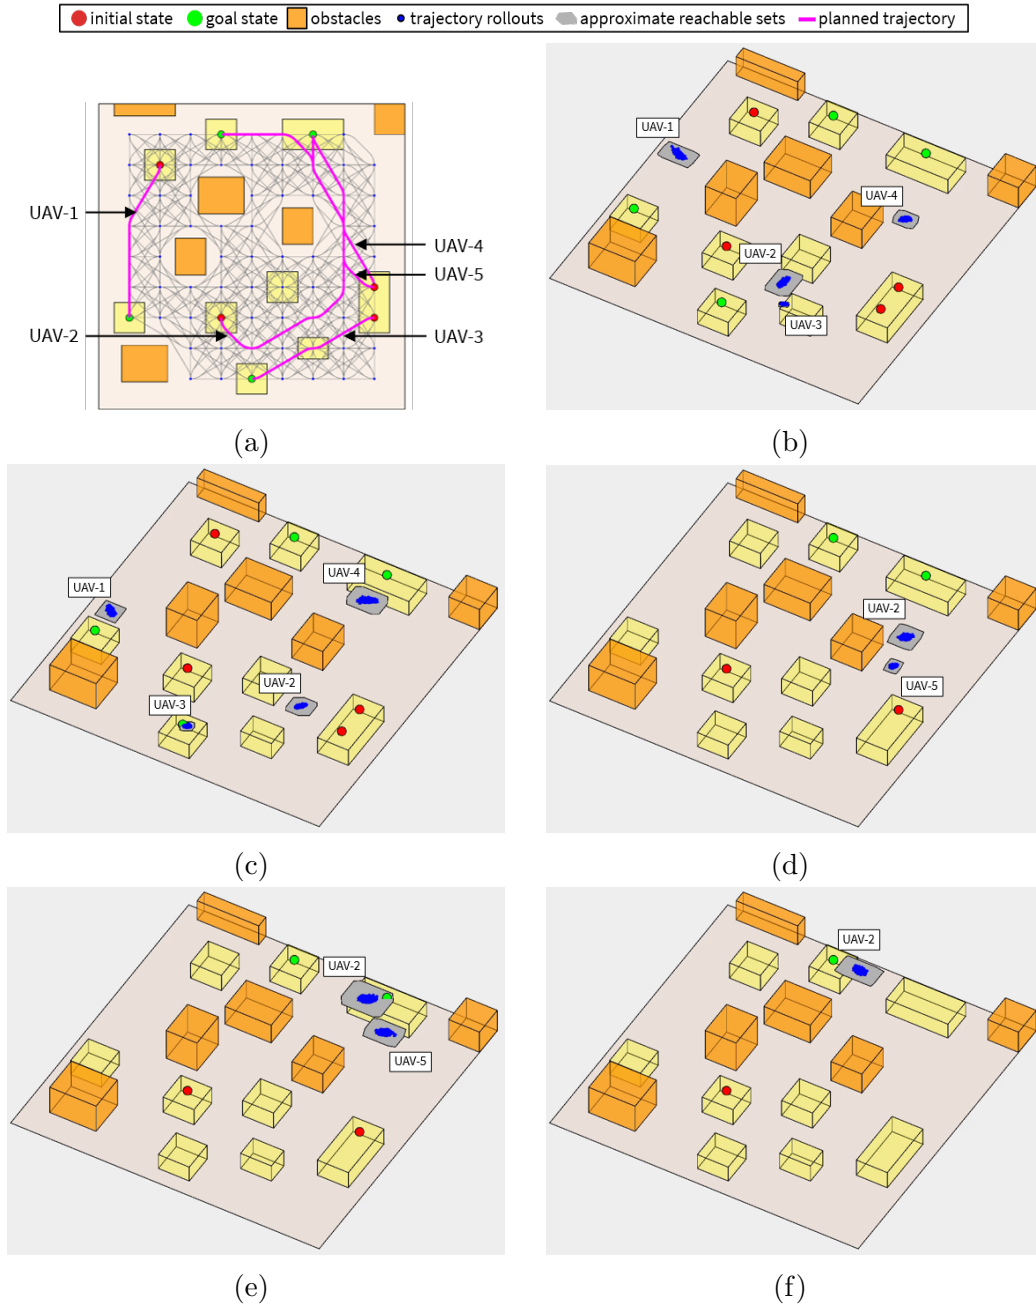 initial state goal state obstacles trajectory rollouts approximate reachable sets planned trajectory
UAV-1
UAV-4
UAV-5
UAV-2
UAV-3
(a)
UAV-1
UAV-4
UAV-2
UAV-3
(b)
UAV-4
UAV-1
UAV-2
UAV-3
(c)
UAV-2
UAV-5
(d)
UAV-2
UAV-5
(e)
UAV-2
(f)